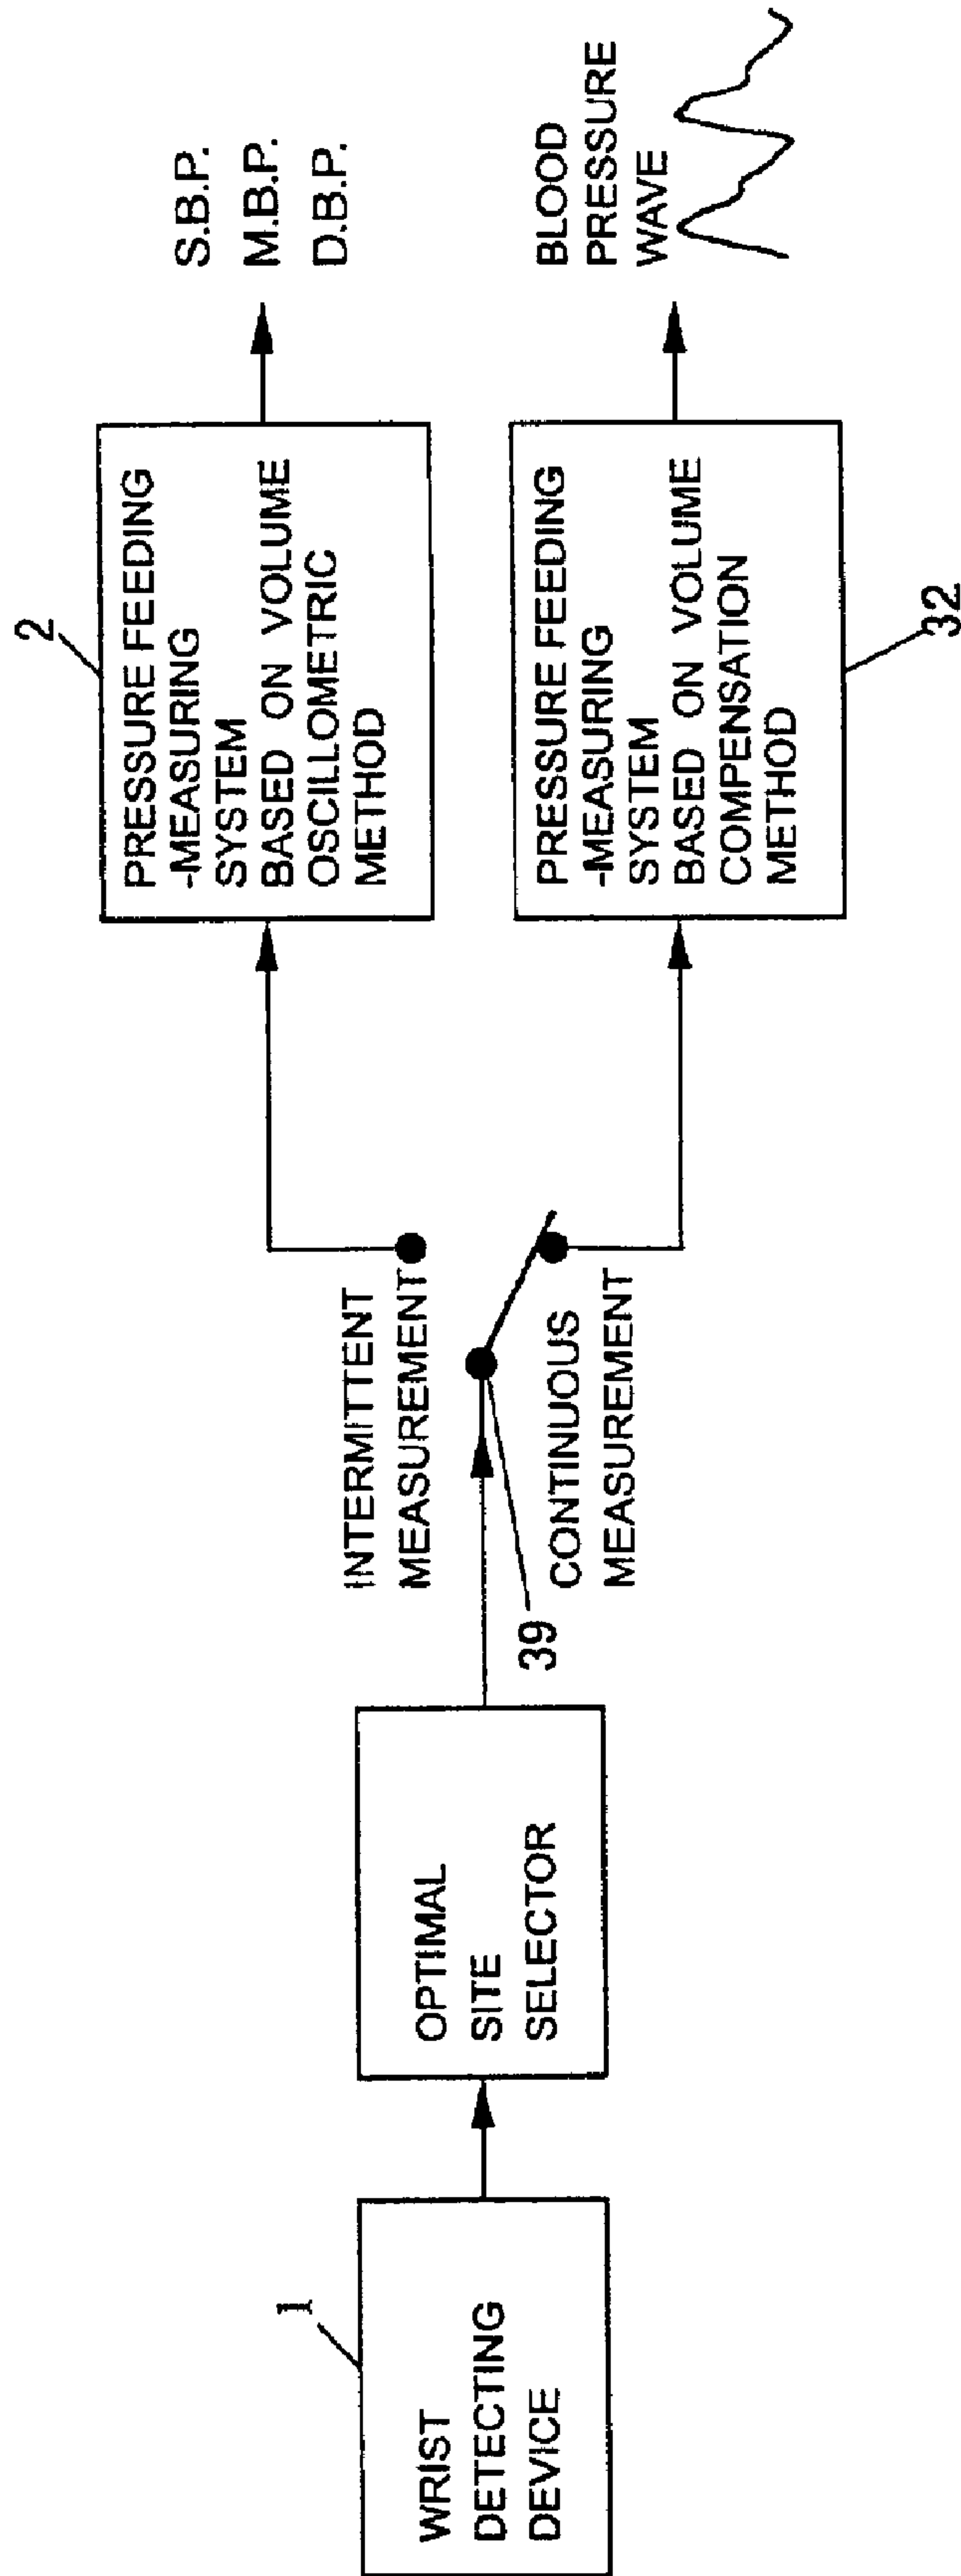 1
WRIST
DETECTING
DEVICE
OPTIMAL
SITE
SELECTOR
39
INTERMITTENT
MEASUREMENT
CONTINUOUS
MEASUREMENT
2
PRESSURE FEEDING
-MEASURING
SYSTEM
BASED ON VOLUME
OSCILLOMETRIC
METHOD
S.B.P.
M.B.P.
D.B.P.
PRESSURE FEEDING
-MEASURING
SYSTEM
BASED ON VOLUME
COMPENSATION
METHOD
32
BLOOD
PRESSURE
WAVE